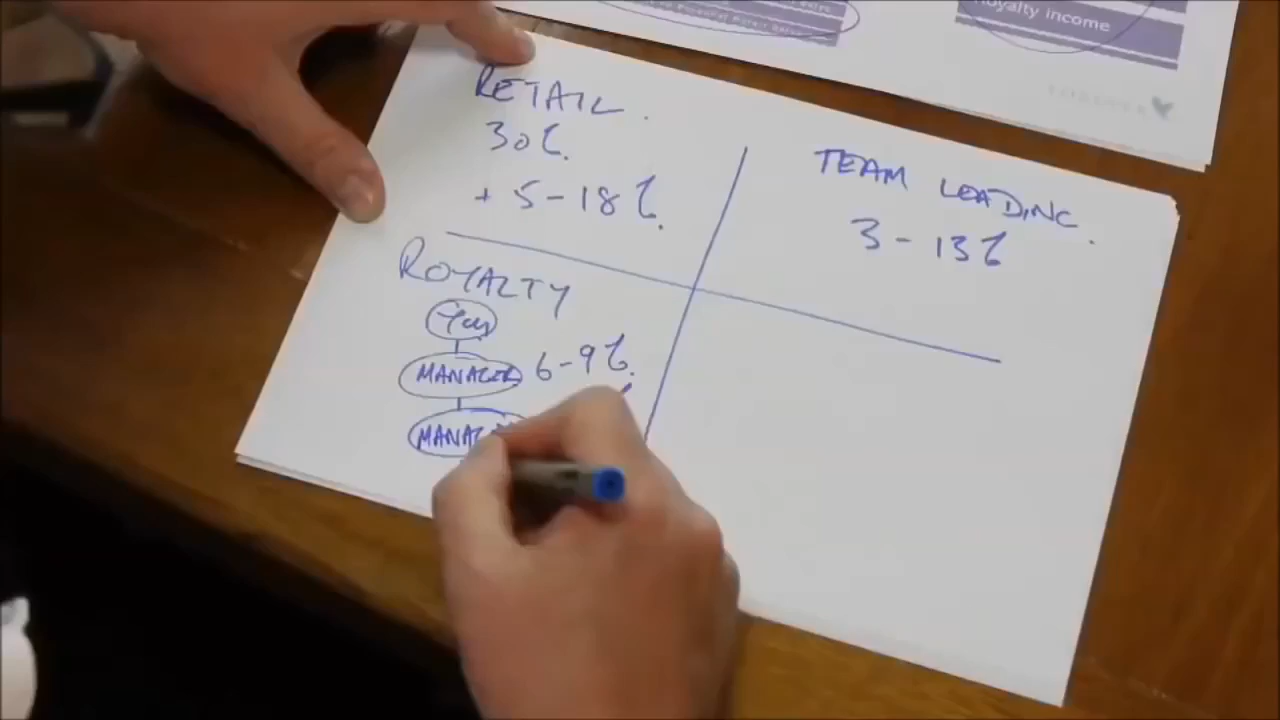 Royalty income
RETAIL.
30%.
+ 5-18%.
TEAM LEADING.
3-13%
ROYALTY
You
MANAGER 6-9%.